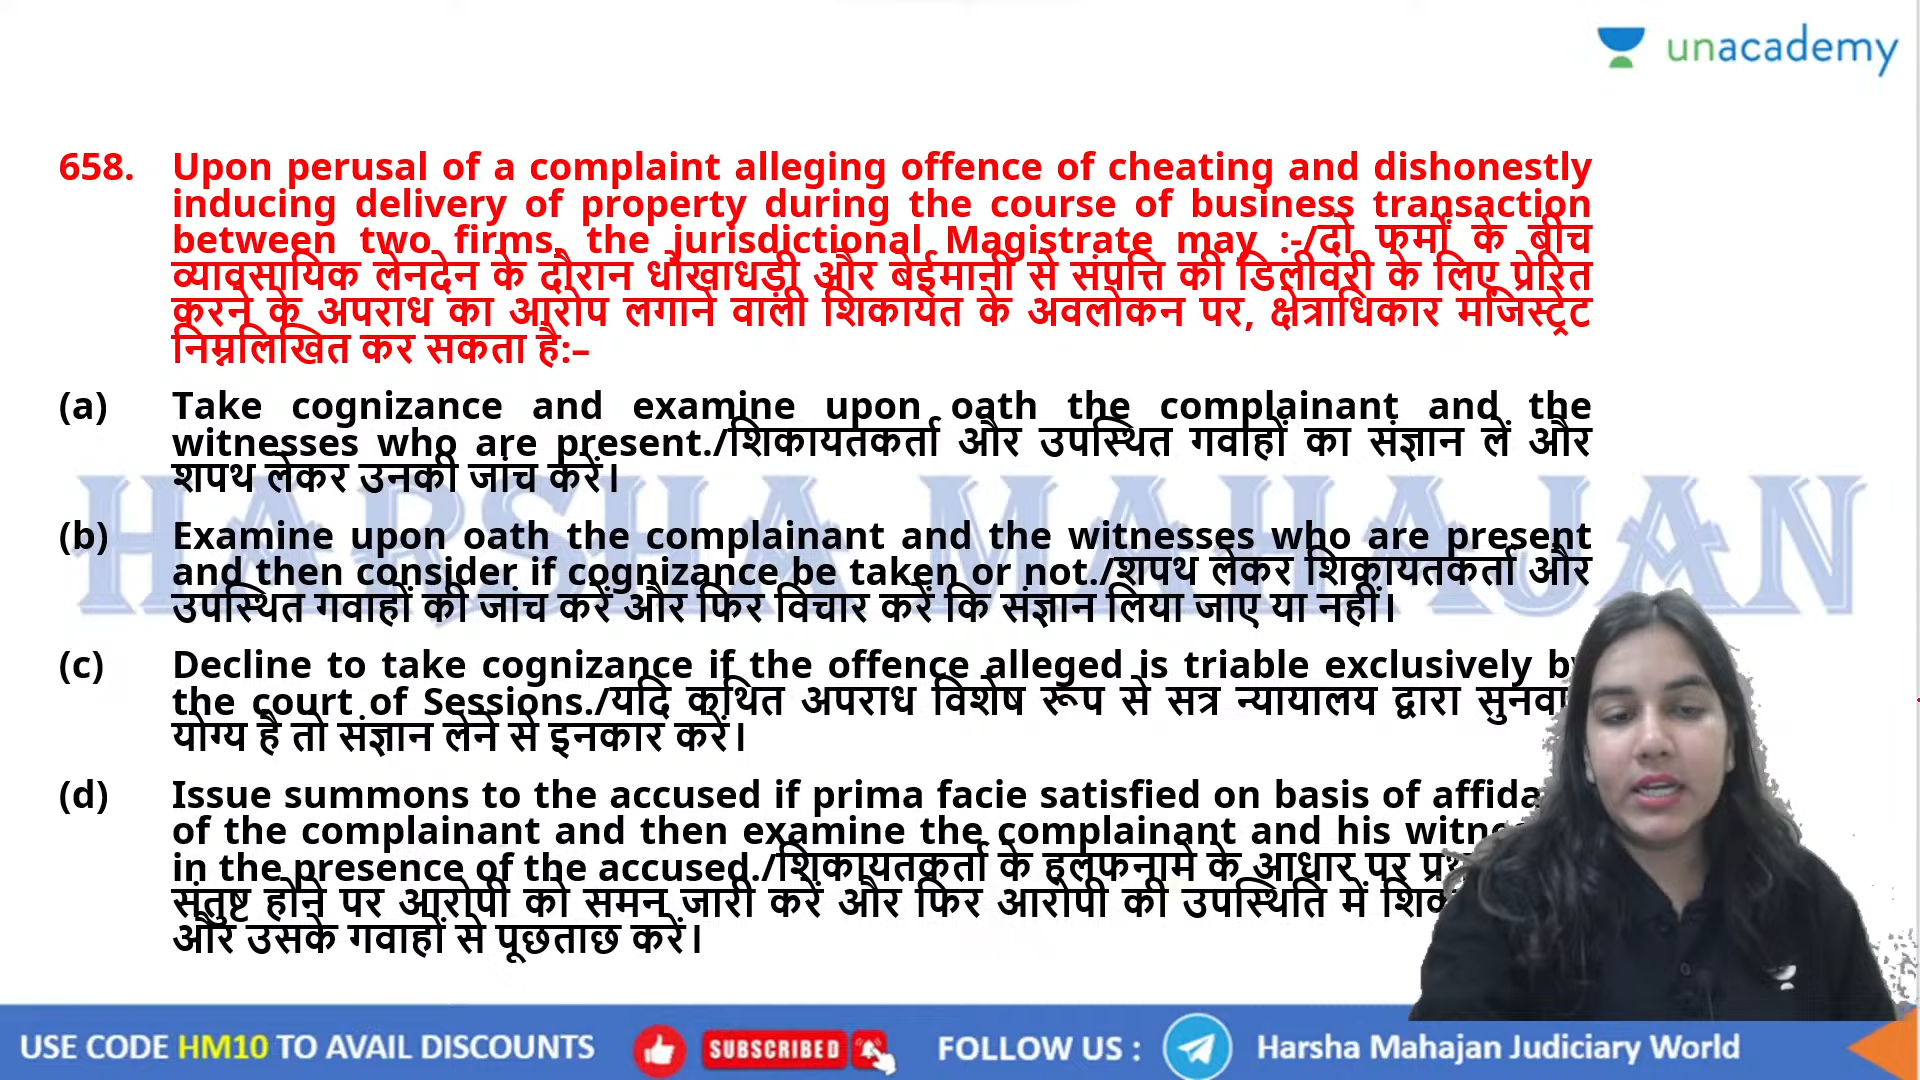 unacademy
658. Upon perusal of a complaint alleging offence of cheating and dishonestly
inducing delivery of property during the course of business transaction
between two firms, the jurisdictional Magistrate may :-/दो फर्मों के बीच
व्यावसायिक लेनदेन के दौरान धोखाधड़ी और बेईमानी से संपत्ति की डिलीवरी के लिए प्रेरित
करने के अपराध का आरोप लगाने वाली शिकायत के अवलोकन पर, क्षेत्राधिकार मजिस्ट्रेट
निम्नलिखित कर सकता है:–
(a) Take cognizance and examine upon oath the complainant and the
witnesses who are present./शिकायतकर्ता और उपस्थित गवाहों का संज्ञान लें और
शपथ लेकर उनकी जांच करें।
(b) Examine upon oath the complainant and the witnesses who are present
and then consider if cognizance be taken or not./शपथ लेकर शिकायतकर्ता और
उपस्थित गवाहों की जांच करें और फिर विचार करें कि संज्ञान लिया जाए या नहीं।
(c) Decline to take cognizance if the offence alleged is triable exclusively by
the court of Sessions./यदि कथित अपराध विशेष रूप से सत्र न्यायालय द्वारा
योग्य है तो संज्ञान लेने से इनकार करें।
(d) Issue summons to the accused if prima facie satisfied on basis of
of the complainant and then examine the complainant and his
in the presence of the accused./शिकायतकर्ता के हलफनामे के आधार पर
संतुष्ट होने पर आरोपी को समन जारी करें और फिर आरोपी की उपस्थिति में
और उसके गवाहों से पूछताछ करें।
HARSHA MAHAJAN
USE CODE HM10 TO AVAIL DISCOUNTS SUBSCRIBED FOLLOW US : Harsha Mahajan Judiciary World